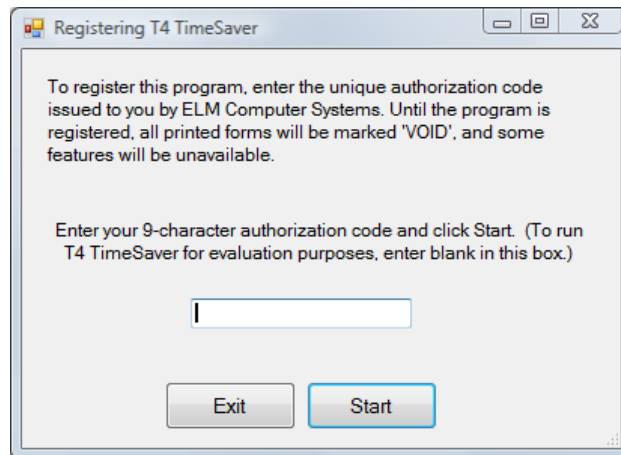 Registering T4 TimeSaver
To register this program, enter the unique authorization code
issued to you by ELM Computer Systems. Until the program is
registered, all printed forms will be marked 'VOID', and some
features will be unavailable.
Enter your 9-character authorization code and click Start.  (To run
T4 TimeSaver for evaluation purposes, enter blank in this box.)
Exit
Start